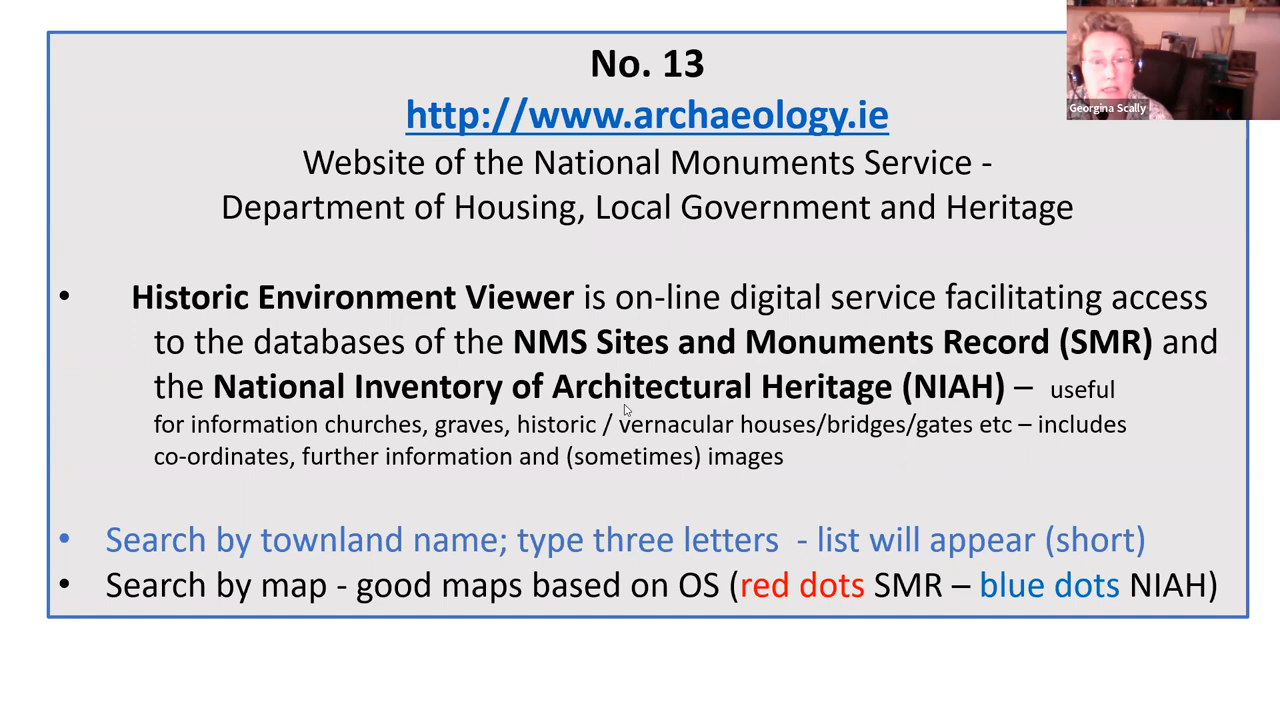 No. 13
http://www.archaeology.ie
Website of the National Monuments Service -
Department of Housing, Local Government and Heritage
• Historic Environment Viewer is on-line digital service facilitating access
to the databases of the NMS Sites and Monuments Record (SMR) and
the National Inventory of Architectural Heritage (NIAH) – useful
for information churches, graves, historic / vernacular houses/bridges/gates etc – includes
co-ordinates, further information and (sometimes) images
• Search by townland name; type three letters - list will appear (short)
• Search by map - good maps based on OS (red dots SMR – blue dots NIAH)
Georgina Scally